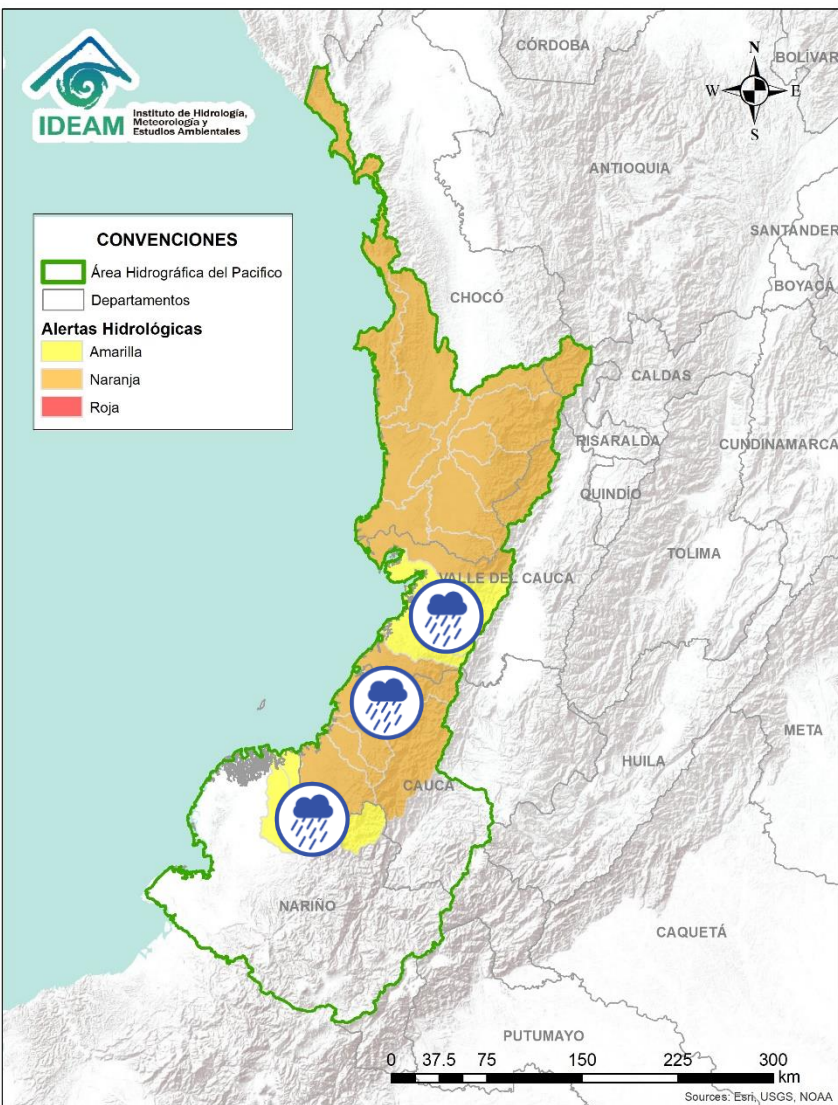 IDEAM
Instituto de Hidrología,
Meteorología y
Estudios Ambientales
N
W
E
S
CÓRDOBA
BOLÍVAR
ANTIOQUIA
SANTANDER
BOYACÁ
CONVENCIONES
Área Hidrográfica del Pacifico
Departamentos
Alertas Hidrológicas
Amarilla
Naranja
Roja
CHOCÓ
CALDAS
RISARALDA
CUNDINAMARCA
QUINDÍO
TOLIMA
VALLE DEL CAUCA
META
HUILA
CAUCA
NARIÑO
CAQUETÁ
PUTUMAYO
0 37.5 75 150 225 300
km
Sources: Esri, USGS, NOAA